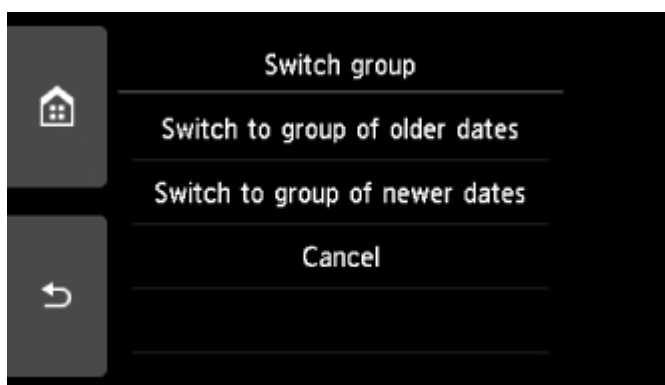 Switch group
Switch to group of older dates
Switch to group of newer dates
Cancel